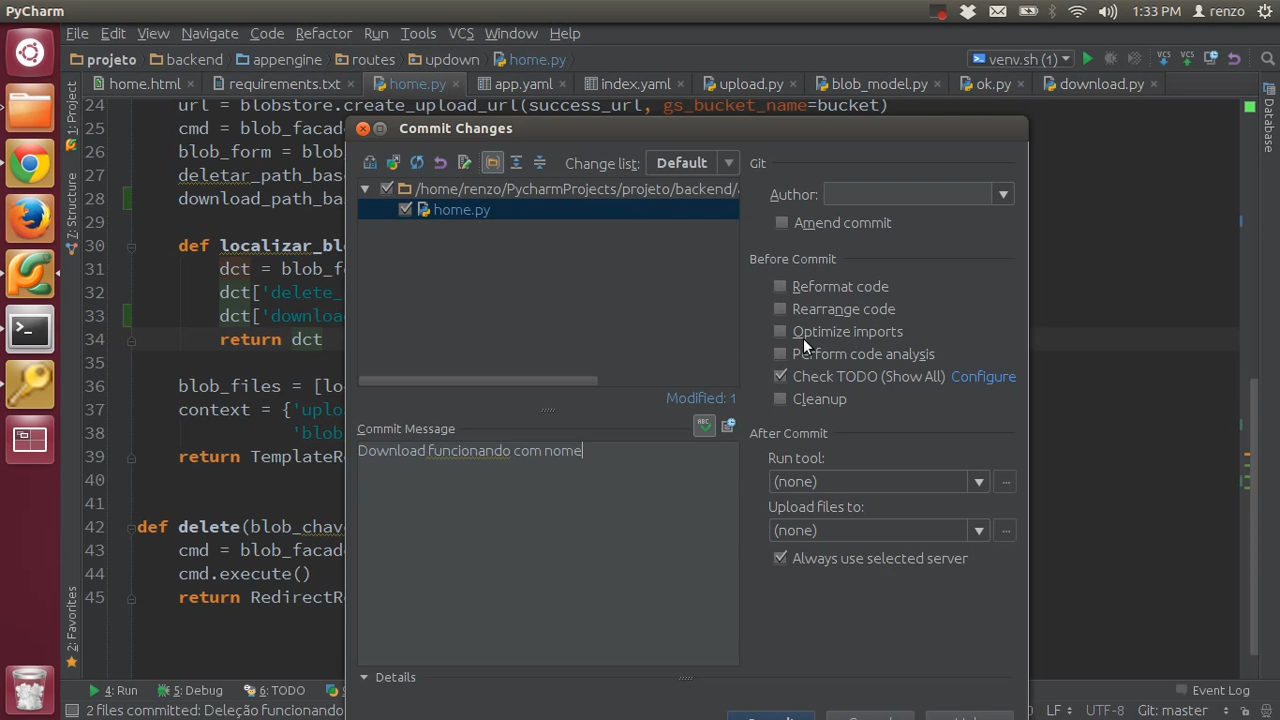 PyCharm
1:33 PM renzo
File Edit View Navigate Code Refactor Run Tools VCS Window Help
projeto backend appengine routes updown home.py venv.sh (1)
home.html requirements.txt home.py app.yaml index.yaml upload.py blob_model.py ok.py download.py
1: Project
7: Structure
2: Favorites
Database
24 url = blobstore.create_upload_url(success_url, gs_bucket_name=bucket)
25 cmd = blob_facad
26 blob_form = blob
27 deletar_path_bas
28 download_path_ba
29
30 def localizar_bl
31 dct = blob_fo
32 dct['delete_
33 dct['downloa
34 return dct
35
36 blob_files = [lo
37 context = {'uplo
38 'blob
39 return TemplateR
40
41
42 def delete(blob_chav
43 cmd = blob_facad
44 cmd.execute()
45 return RedirectR
Commit Changes
Change list: Default
/home/renzo/PycharmProjects/projeto/backend/
home.py
Modified: 1
Commit Message
Download funcionando com nome
Details
Git
Author:
Amend commit
Before Commit
Reformat code
Rearrange code
Optimize imports
Perform code analysis
Check TODO (Show All) Configure
Cleanup
After Commit
Run tool:
(none)
Upload files to:
(none)
Always use selected server
4: Run 5: Debug 6: TODO Event Log
2 files committed: Deleção funcionando LF UTF-8 Git: master